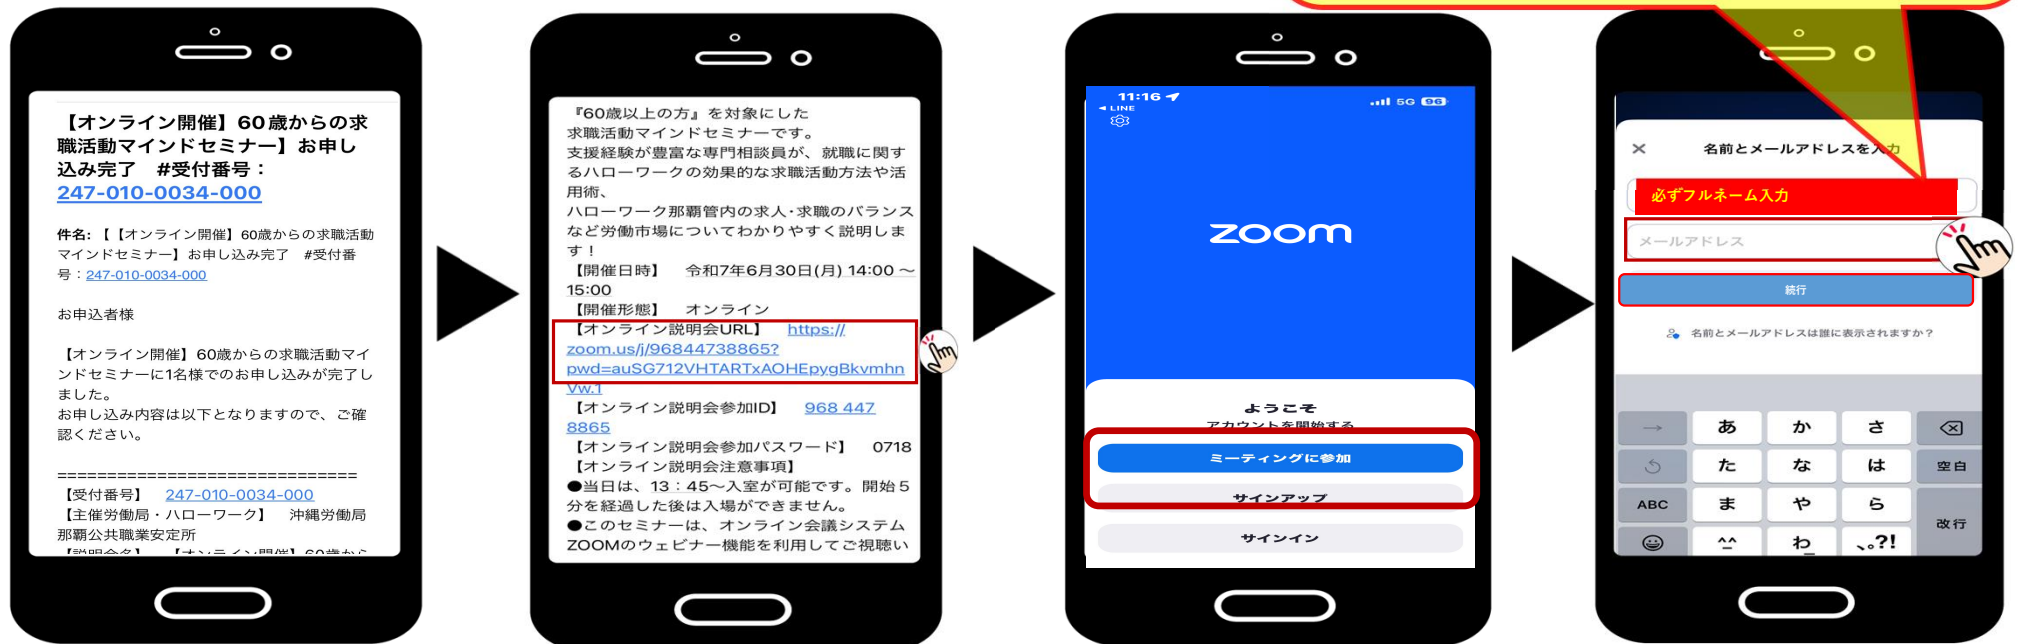 【オンライン開催】60歳からの求
職活動マインドセミナー】お申し
込み完了　#受付番号：
247-010-0034-000
件名:【【オンライン開催】60歳からの求職活動
マインドセミナー】お申し込み完了　#受付番
号：247-010-0034-000
お申込者様
【オンライン開催】60歳からの求職活動マイ
ンドセミナーに1名様でのお申し込みが完了し
ました。
お申し込み内容は以下となりますので、ご確
認ください。
==============================
【受付番号】　247-010-0034-000
【主催労働局・ハローワーク】　沖縄労働局
那覇公共職業安定所
【説明会名】　【オンライン開催】60歳から
『60歳以上の方』を対象にした
求職活動マインドセミナーです。
支援経験が豊富な専門相談員が、就職に関す
るハローワークの効果的な求職活動方法や活
用術、
ハローワーク那覇管内の求人･求職のバランス
など労働市場についてわかりやすく説明しま
す！
【開催日時】　令和7年6月30日(月) 14:00 ～
15:00
【開催形態】　オンライン
【オンライン説明会URL】　https://
zoom.us/j/96844738865?
pwd=auSG712VHTARTxAOHEpygBkvmhn
Vw.1
【オンライン説明会参加ID】　968 447
8865
【オンライン説明会参加パスワード】　0718
【オンライン説明会注意事項】
●当日は、13：45～入室が可能です。開始５
分を経過した後は入場ができません。
●このセミナーは、オンライン会議システム
ZOOMのウェビナー機能を利用してご視聴い
11:16
5G 96
◀ LINE
zoom
ようこそ
アカウントを開始する
ミーティングに参加
サインアップ
サインイン
× 名前とメールアドレスを入力
必ずフルネーム入力
メールアドレス
続行
名前とメールアドレスは誰に表示されますか？
→ あ か さ
た な は 空白
ABC ま や ら
改行
^^ わ 、。?!